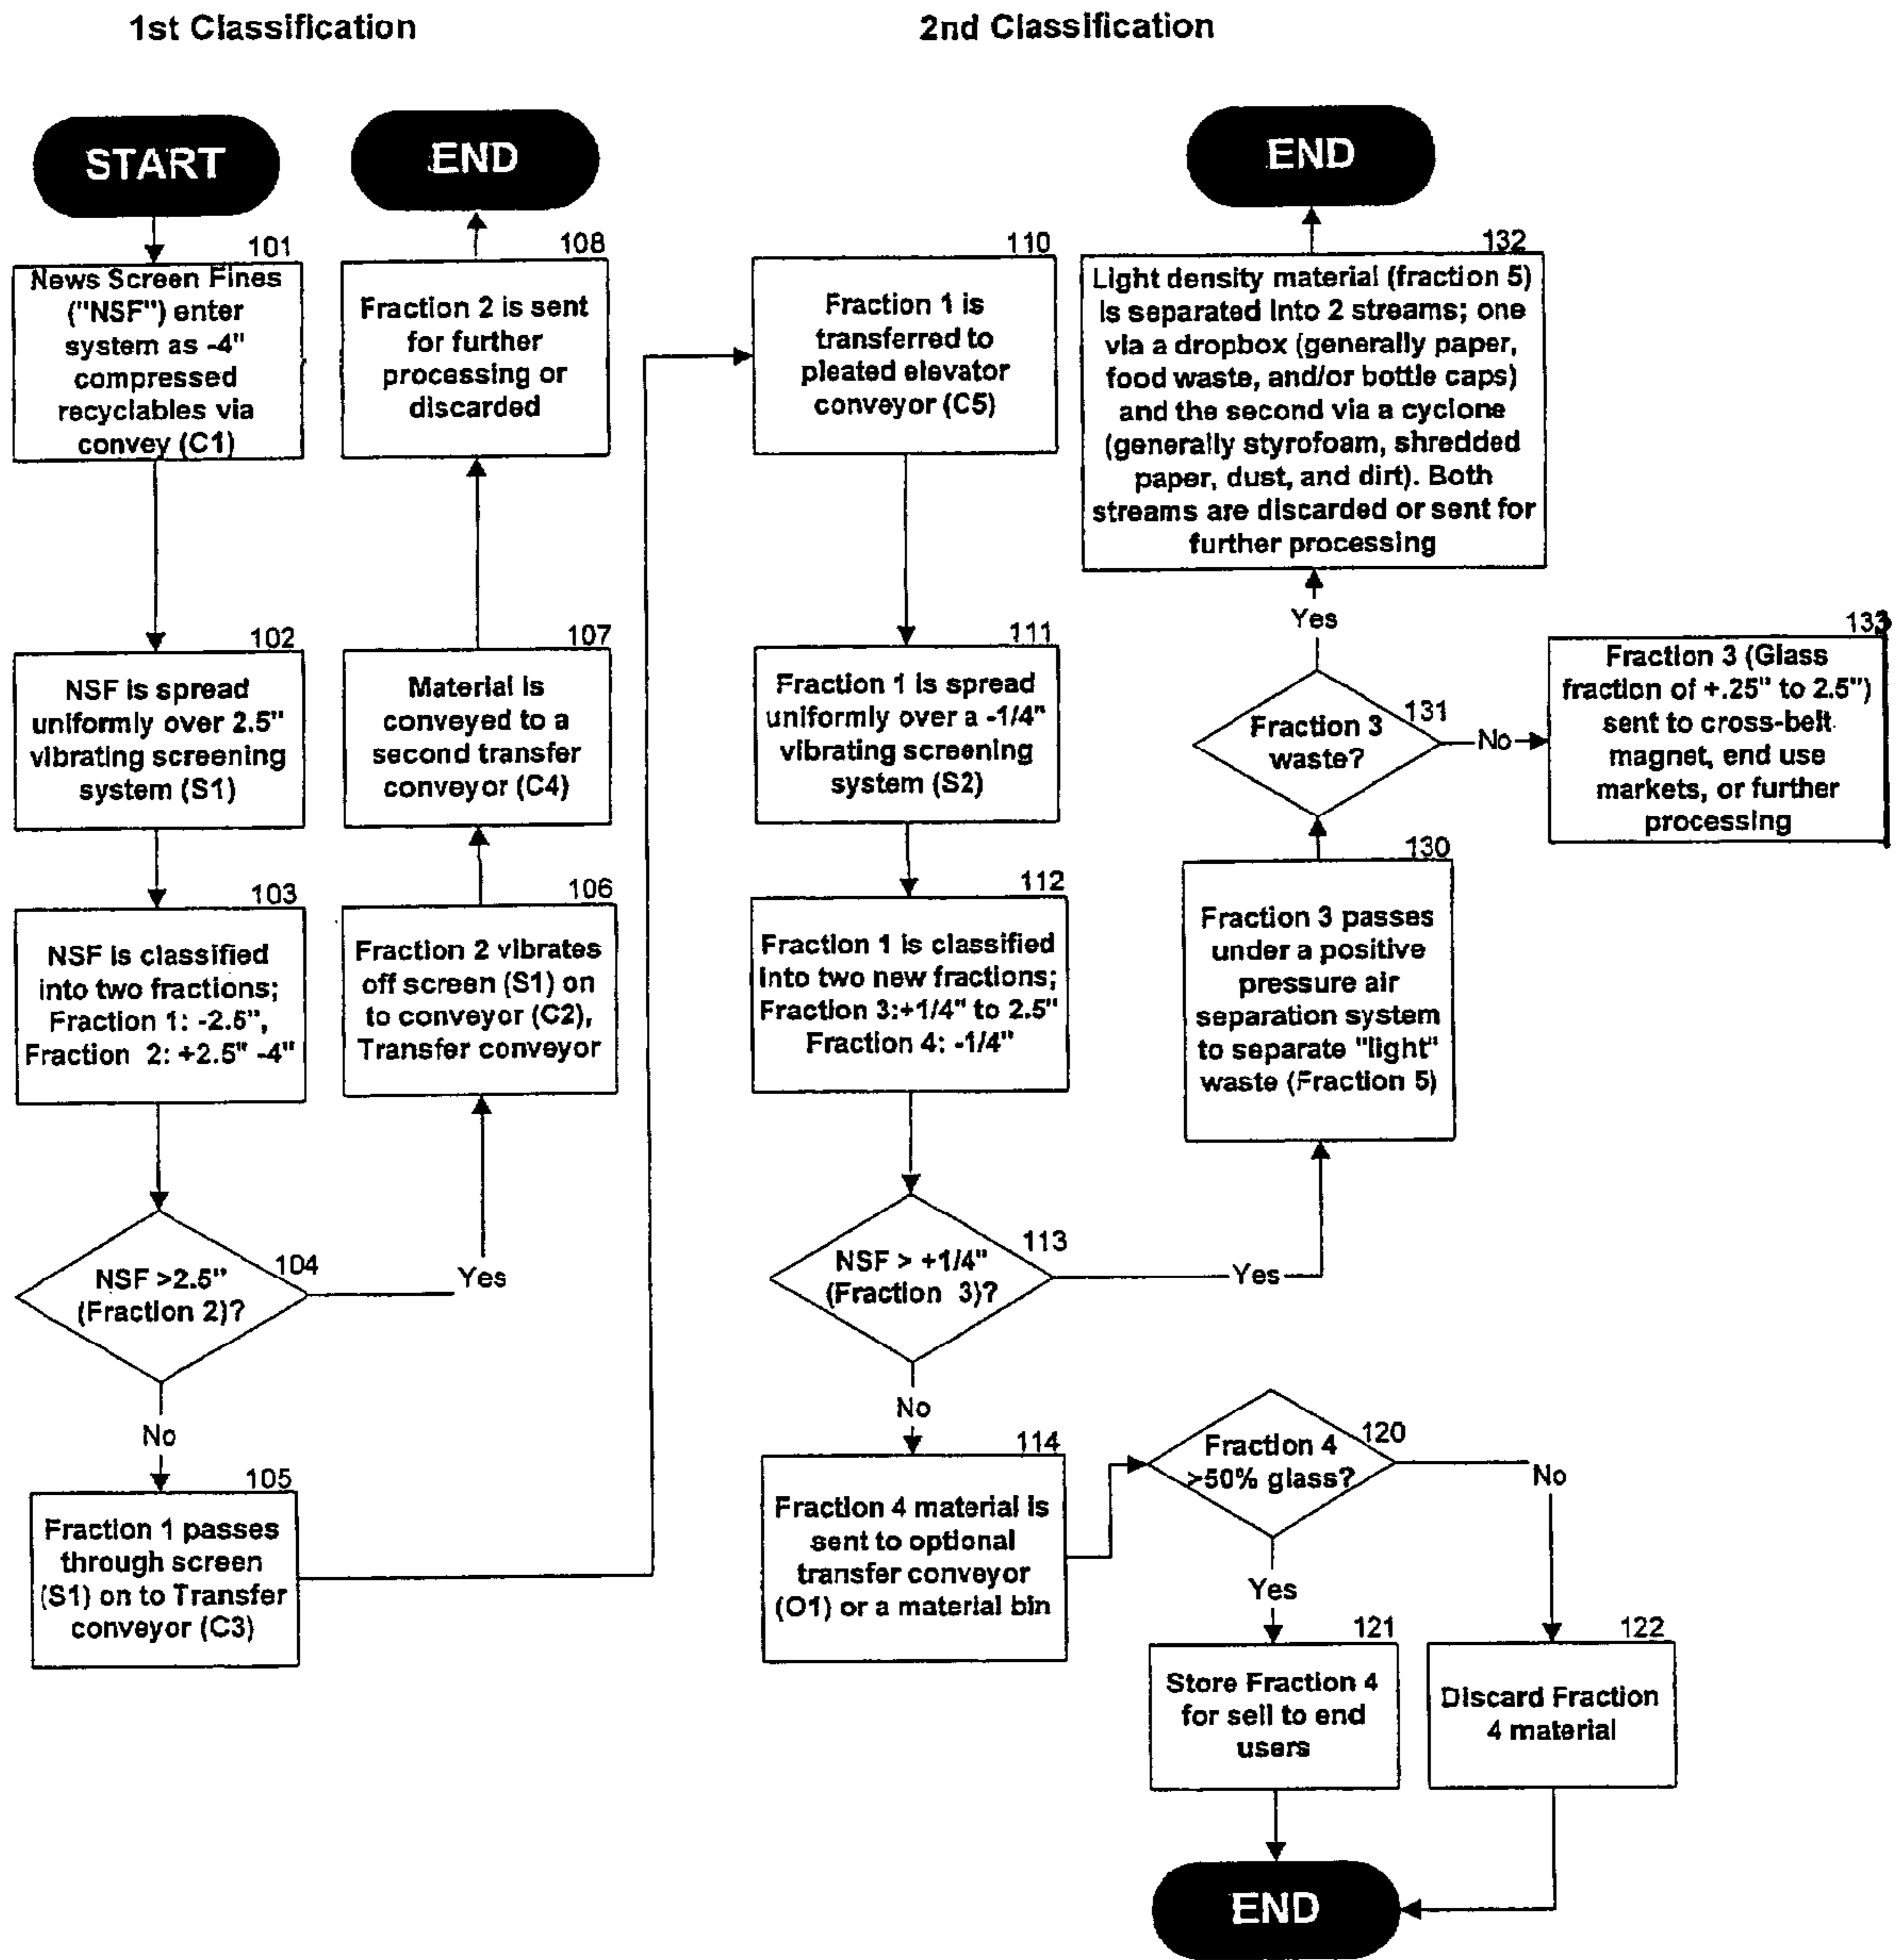 1st Classification
2nd Classification
START
END
END
101
News Screen Fines
("NSF") enter
system as -4"
compressed
recyclables via
convey (C1)
108
Fraction 2 is sent
for further
processing or
discarded
110
Fraction 1 is
transferred to
pleated elevator
conveyor (C5)
132
Light density material (fraction 5)
is separated into 2 streams; one
via a dropbox (generally paper,
food waste, and/or bottle caps)
and the second via a cyclone
(generally styrofoam, shredded
paper, dust, and dirt). Both
streams are discarded or sent for
further processing
102
NSF is spread
uniformly over 2.5"
vibrating screening
system (S1)
107
Material is
conveyed to a
second transfer
conveyor (C4)
111
Fraction 1 is spread
uniformly over a -1/4"
vibrating screening
system (S2)
Yes
131
Fraction 3
waste?
No
133
Fraction 3 (Glass
fraction of +.25" to 2.5")
sent to cross-belt
magnet, end use
markets, or further
processing
103
NSF is classified
into two fractions;
Fraction 1: -2.5",
Fraction 2: +2.5" -4"
106
Fraction 2 vibrates
off screen (S1) on
to conveyor (C2),
Transfer conveyor
112
Fraction 1 is classified
into two new fractions;
Fraction 3:+1/4" to 2.5"
Fraction 4: -1/4"
130
Fraction 3 passes
under a positive
pressure air
separation system
to separate "light"
waste (Fraction 5)
104
NSF >2.5"
(Fraction 2)?
Yes
No
113
NSF > +1/4"
(Fraction 3)?
Yes
No
105
Fraction 1 passes
through screen
(S1) on to Transfer
conveyor (C3)
114
Fraction 4 material is
sent to optional
transfer conveyor
(O1) or a material bin
120
Fraction 4
>50% glass?
No
Yes
121
Store Fraction 4
for sell to end
users
122
Discard Fraction
4 material
END